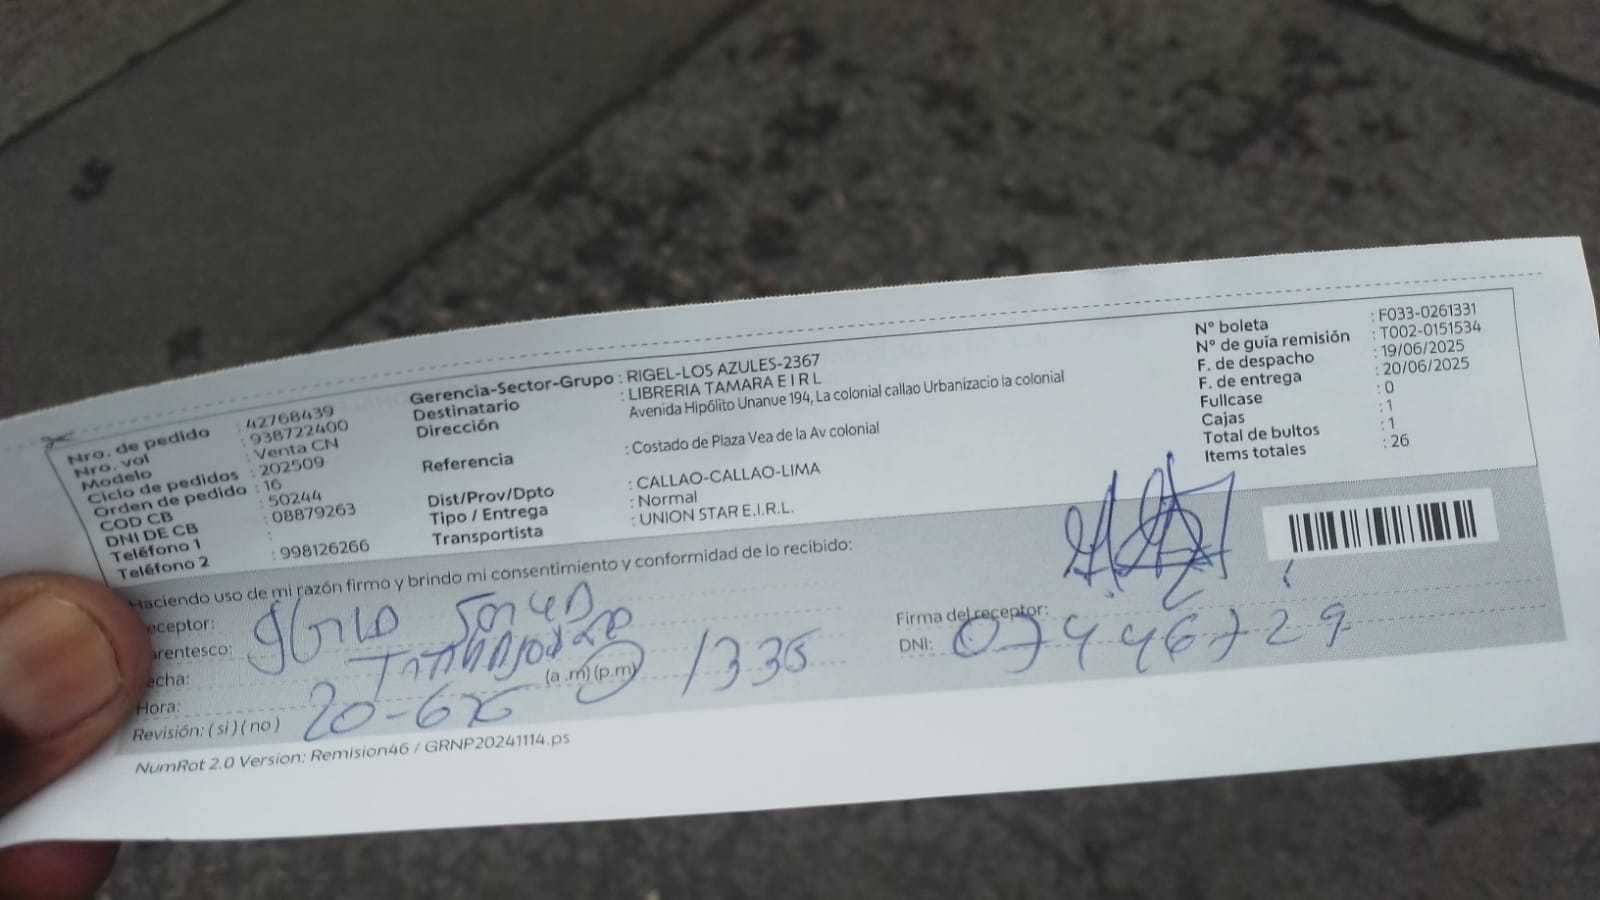 Nro. de pedido : 42768439
Nro. vol : 938722400
Modelo : Venta CN
Ciclo de pedidos : 202509
Orden de pedido : 16
COD CB : 50244
DNI DE CB : 08879263
Teléfono 1 :
Teléfono 2 : 998126266
Gerencia-Sector-Grupo : RIGEL-LOS AZULES-2367
Destinatario : LIBRERIA TAMARA E I R L
Dirección Avenida Hipólito Unanue 194, La colonial callao Urbanizacio la colonial
Referencia : Costado de Plaza Vea de la Av colonial
Dist/Prov/Dpto : CALLAO-CALLAO-LIMA
Tipo / Entrega : Normal
Transportista : UNION STAR E.I.R.L.
N° boleta : F033-0261331
N° de guía remisión : T002-0151534
F. de despacho : 19/06/2025
F. de entrega : 20/06/2025
Fullcase : 0
Cajas : 1
Total de bultos : 1
Items totales : 26
Haciendo uso de mi razón firmo y brindo mi consentimiento y conformidad de lo recibido:
eceptor:
arentesco:
echa: 20-6
Hora: (a .m) (p.m) 1335
Revisión: ( si ) ( no )
Firma del receptor:
DNI: 07446729
NumRot 2.0 Version: Remision46 / GRNP20241114.ps